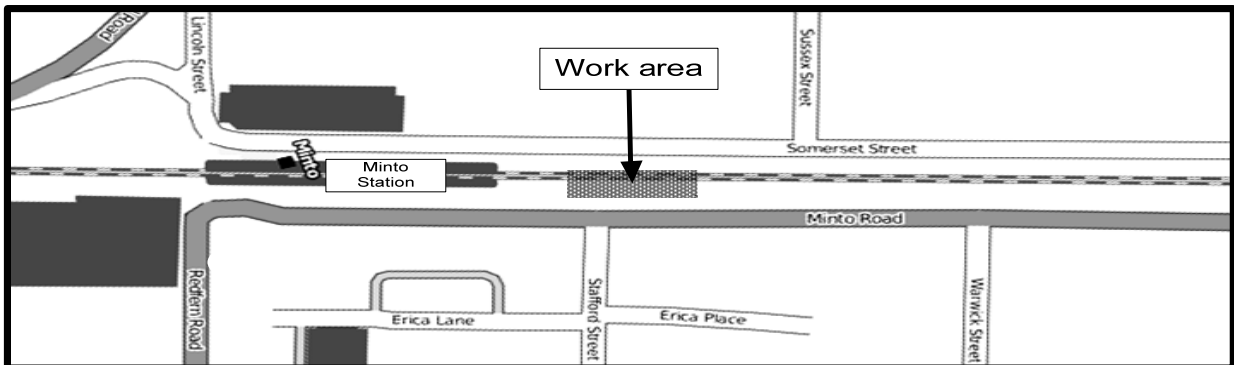 Road
Lincoln Street
Sussex Street
Work area
Somerset Street
Minto
Minto
Station
Minto Road
Road
Redfern Road
Stafford Street
Warwick Street
Erica Lane
Erica Place